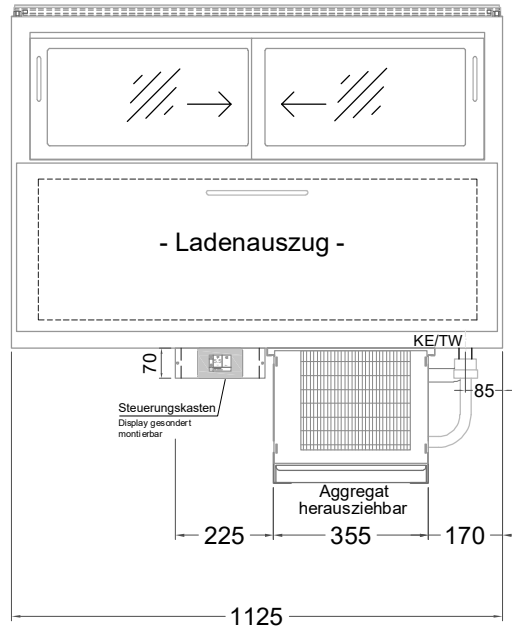 - Ladenauszug -
KE/TW
70
85
Steuerungskasten
Display gesondert
montierbar
Aggregat
herausziehbar
225
355
170
1125